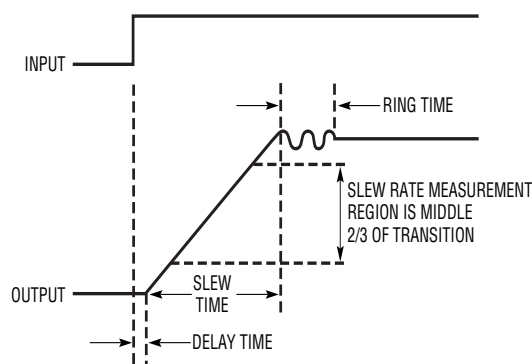 INPUT
RING TIME
SLEW RATE MEASUREMENT
REGION IS MIDDLE
2/3 OF TRANSITION
OUTPUT
SLEW
TIME
DELAY TIME